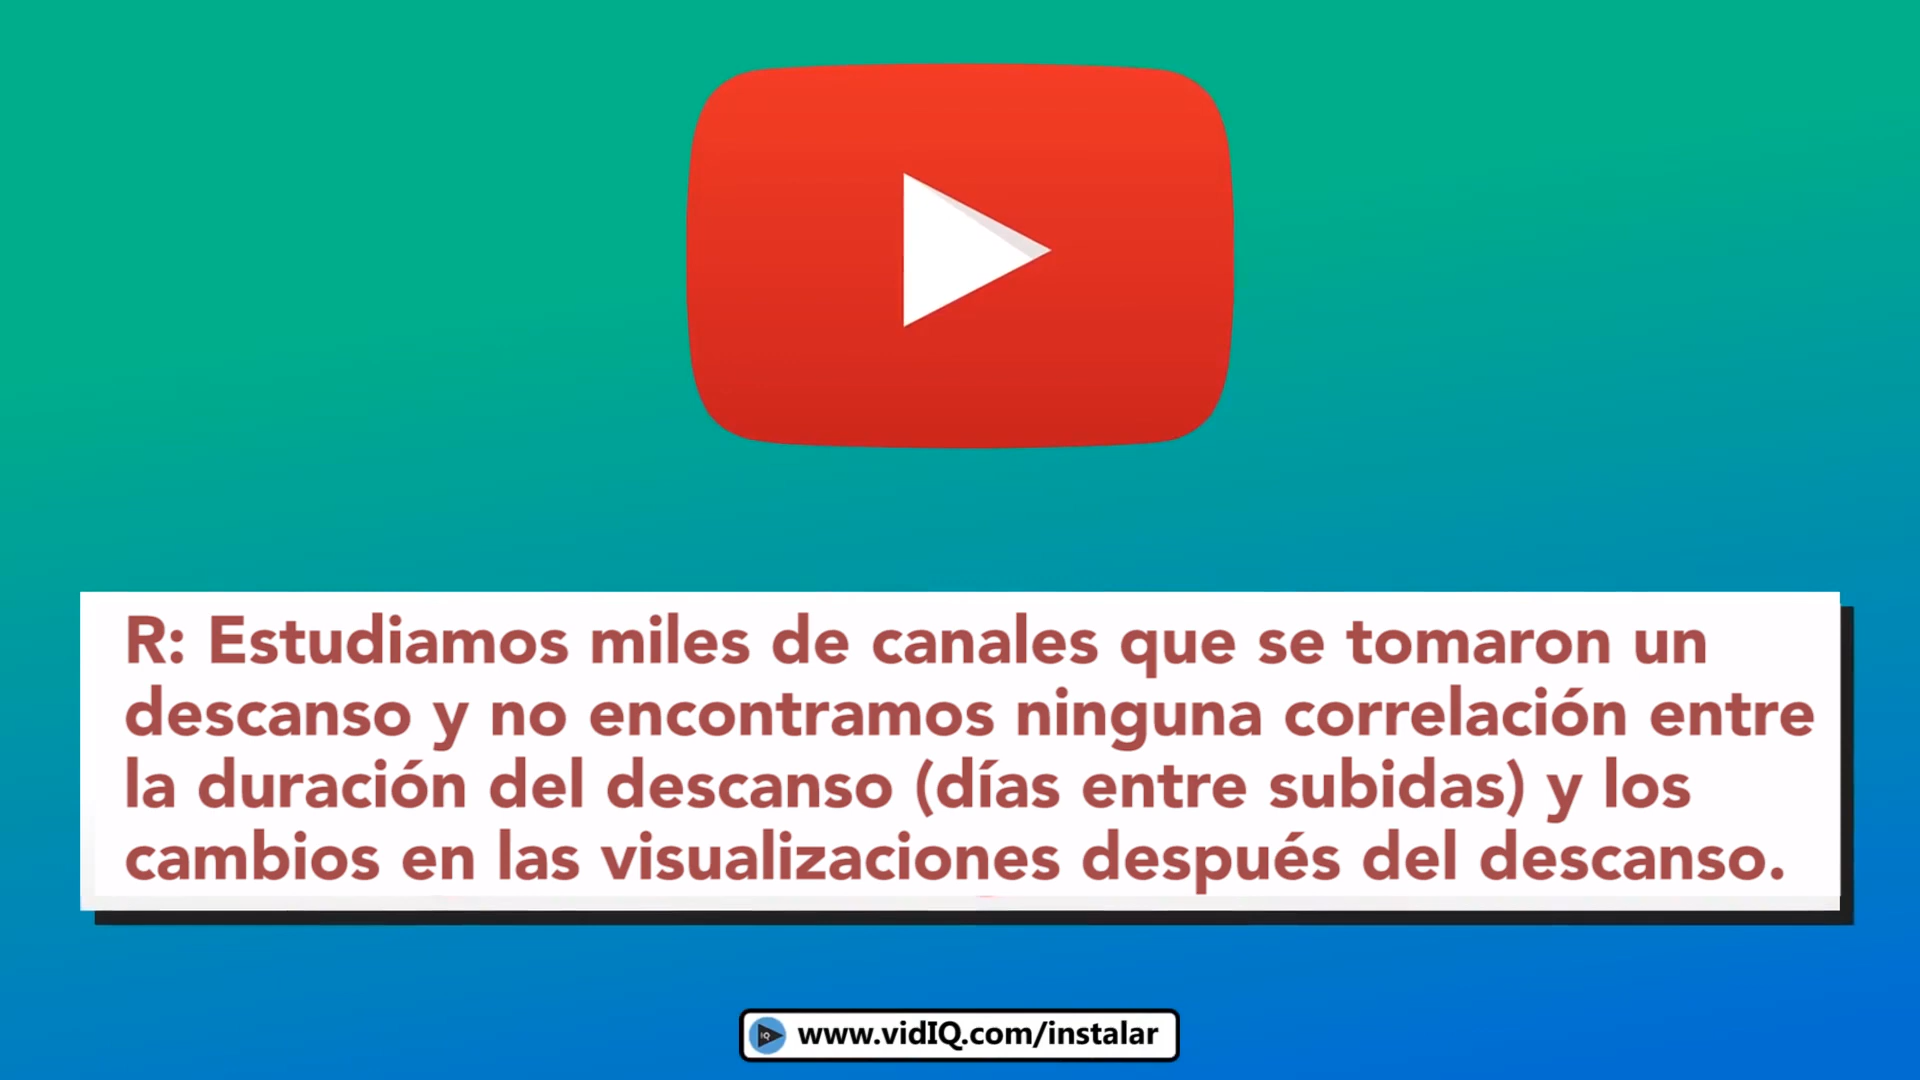 R: Estudiamos miles de canales que se tomaron un
descanso y no encontramos ninguna correlación entre
la duración del descanso (días entre subidas) y los
cambios en las visualizaciones después del descanso.
IQ
www.vidIQ.com/instalar